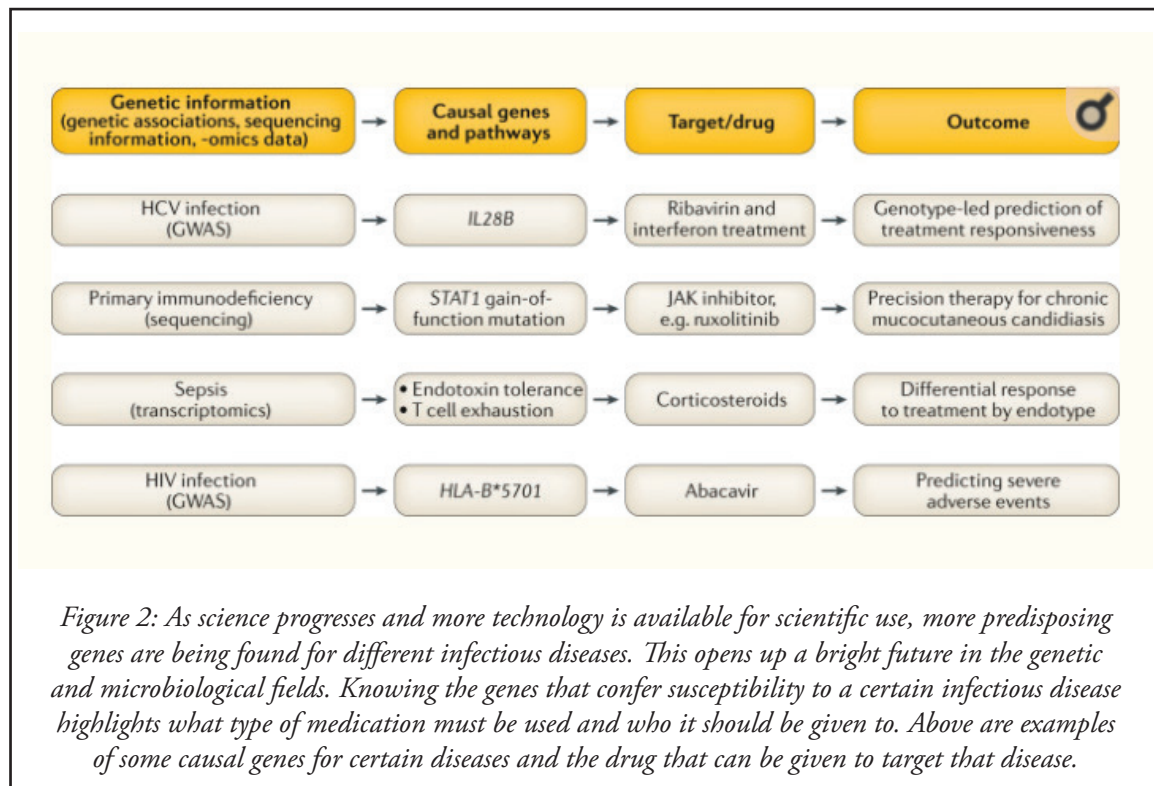 Genetic information
(genetic associations, sequencing
information, -omics data)
Causal genes
and pathways
Target/drug
Outcome
HCV infection
(GWAS)
IL28B
Ribavirin and
interferon treatment
Genotype-led prediction of
treatment responsiveness
Primary immunodeficiency
(sequencing)
STAT1 gain-of-
function mutation
JAK inhibitor,
e.g. ruxolitinib
Precision therapy for chronic
mucocutaneous candidiasis
Sepsis
(transcriptomics)
• Endotoxin tolerance
• T cell exhaustion
Corticosteroids
Differential response
to treatment by endotype
HIV infection
(GWAS)
HLA-B*5701
Abacavir
Predicting severe
adverse events
Figure 2: As science progresses and more technology is available for scientific use, more predisposing
genes are being found for different infectious diseases. This opens up a bright future in the genetic
and microbiological fields. Knowing the genes that confer susceptibility to a certain infectious disease
highlights what type of medication must be used and who it should be given to. Above are examples
of some causal genes for certain diseases and the drug that can be given to target that disease.